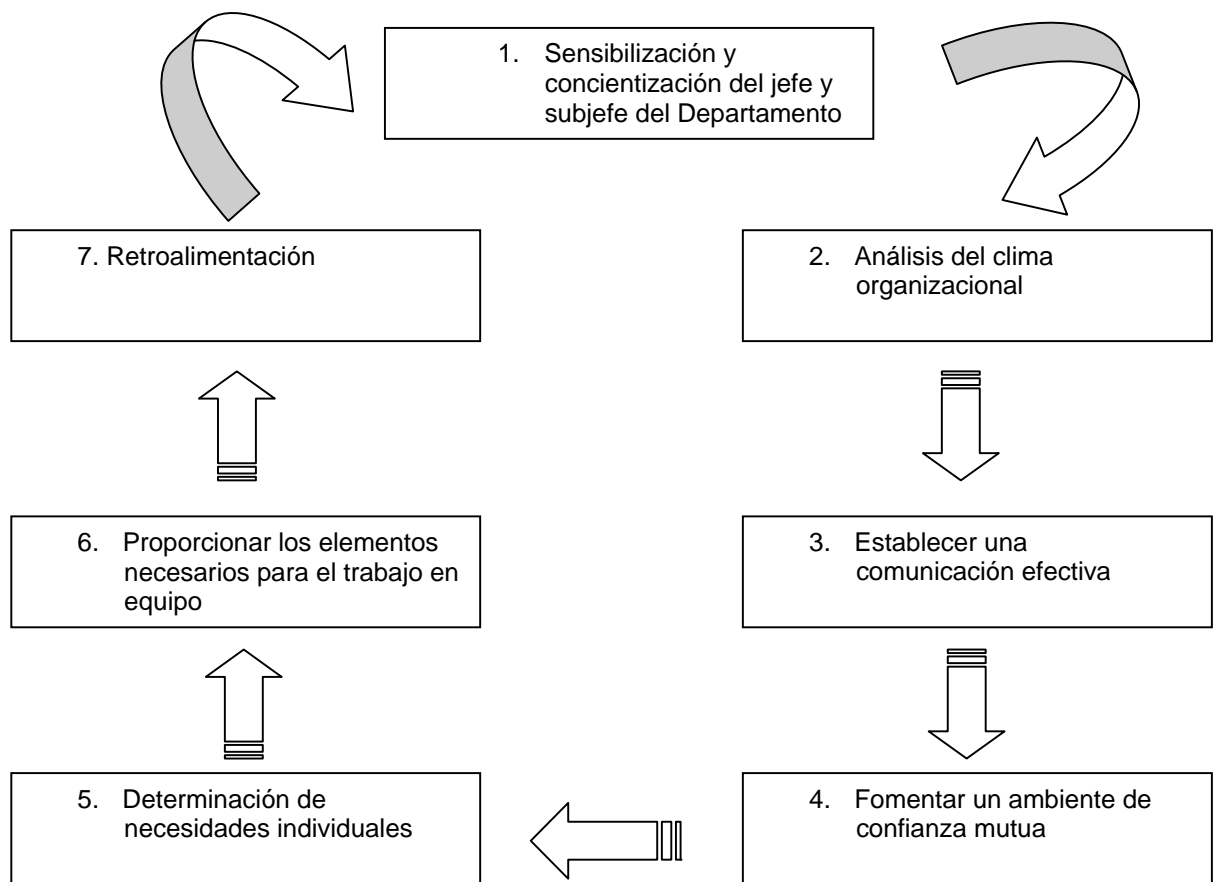 1. Sensibilización y
concientización del jefe y
subjefe del Departamento
7. Retroalimentación
2. Análisis del clima
organizacional
6. Proporcionar los elementos
necesarios para el trabajo en
equipo
3. Establecer una
comunicación efectiva
5. Determinación de
necesidades individuales
4. Fomentar un ambiente de
confianza mutua